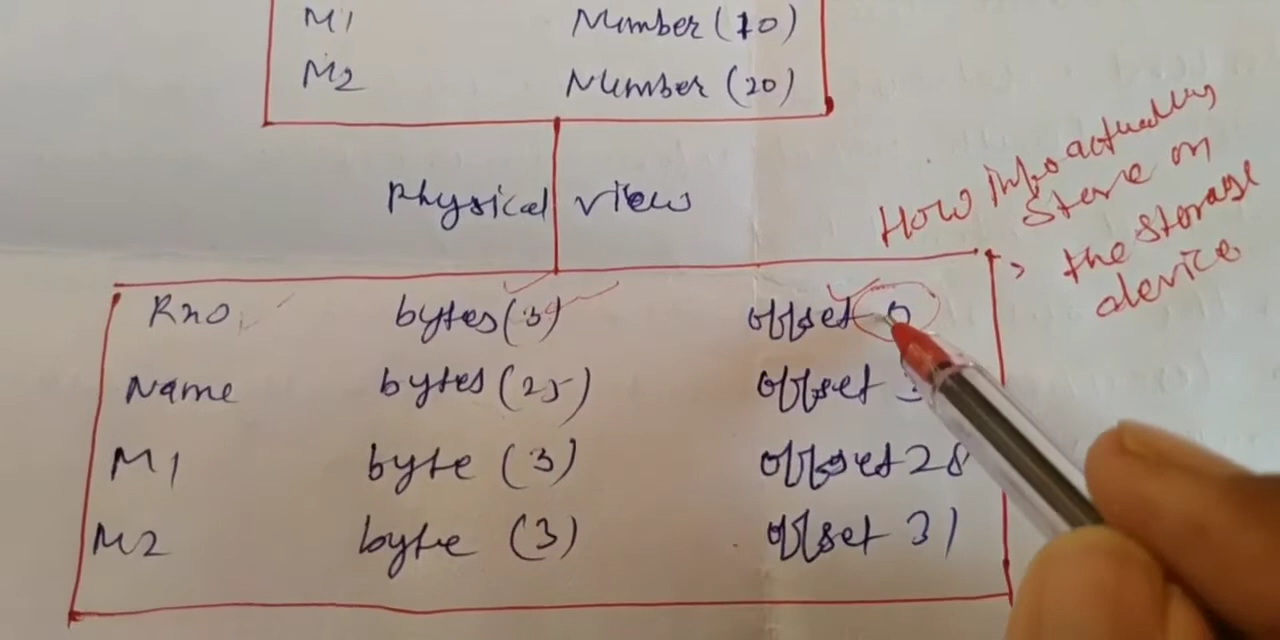 M1 Number (10)
M2 Number (20)
Physical view
How info actually
store on
the storage
device
Rno. bytes (3) offset 0
Name bytes (25) offset
M1 byte (3) offset 28
M2 byte (3) offset 31